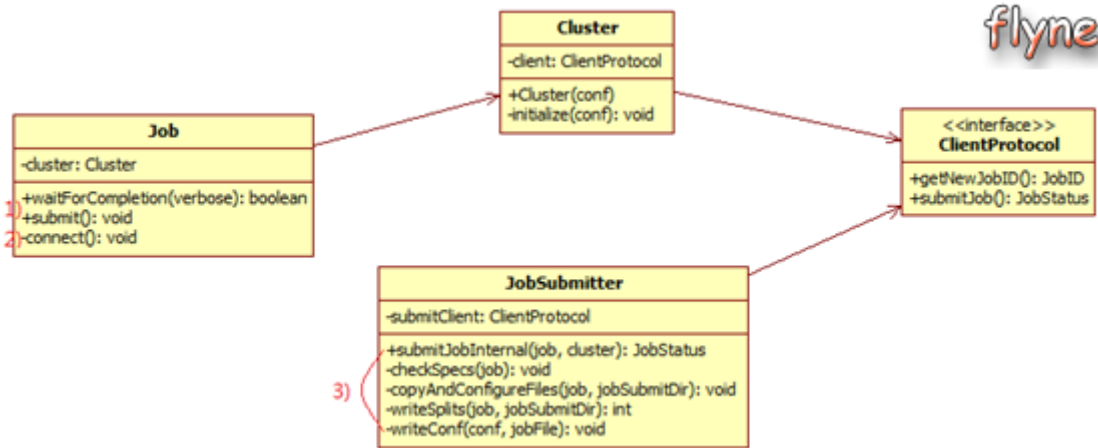 flyne
Cluster
-client: ClientProtocol
+Cluster(conf)
-initialize(conf): void
Job
-cluster: Cluster
+waitForCompletion(verbose): boolean
1) +submit(): void
2) -connect(): void
<<interface>>
ClientProtocol
+getNewJobID(): JobID
+submitJob(): JobStatus
JobSubmitter
-submitClient: ClientProtocol
+submitJobInternal(job, cluster): JobStatus
-checkSpecs(job): void
3) -copyAndConfigureFiles(job, jobSubmitDir): void
-writeSplits(job, jobSubmitDir): int
-writeConf(conf, jobFile): void